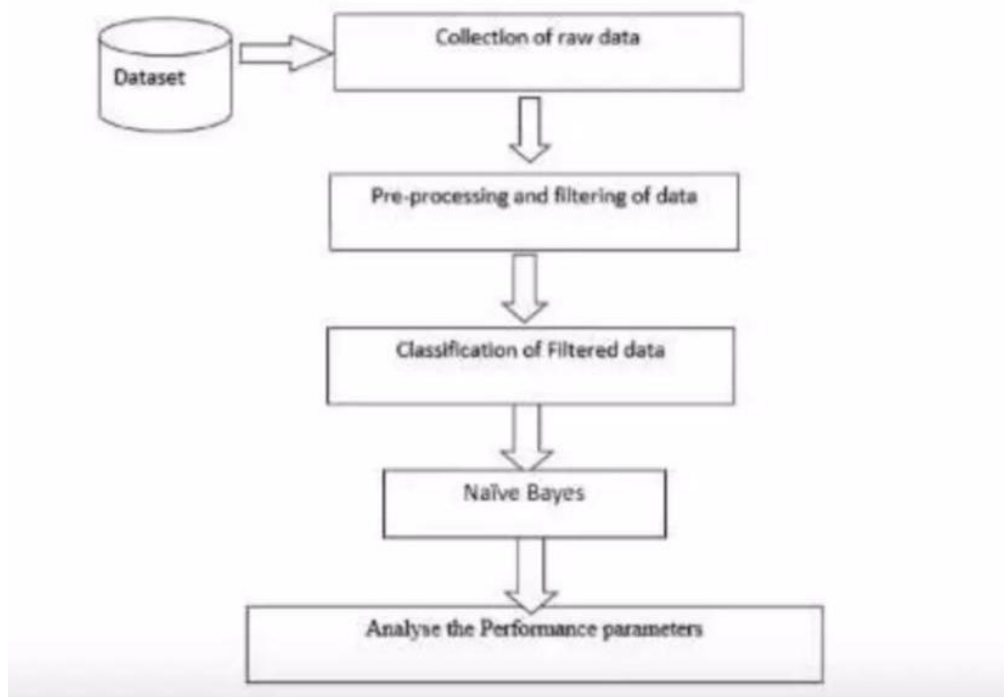 Dataset
Collection of raw data
Pre-processing and filtering of data
Classification of Filtered data
Naïve Bayes
Analyse the Performance parameters